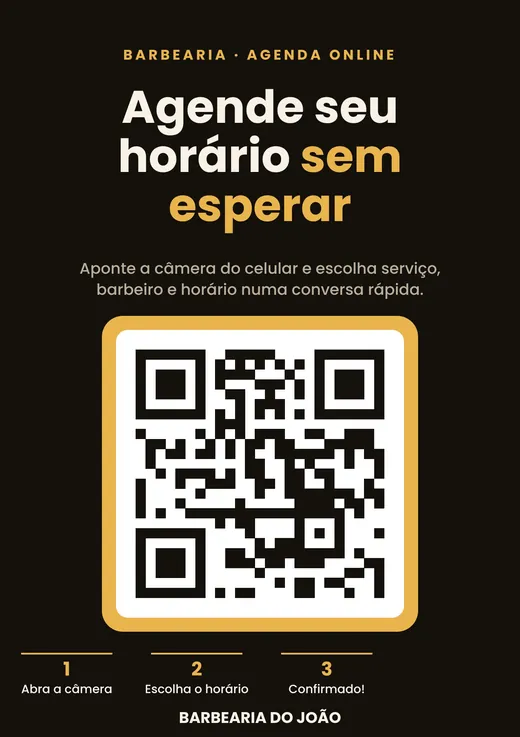 BARBEARIA · AGENDA ONLINE
Agende seu
horário sem
esperar
Aponte a câmera do celular e escolha serviço,
barbeiro e horário numa conversa rápida.
1
Abra a câmera
2
Escolha o horário
3
Confirmado!
BARBEARIA DO JOÃO